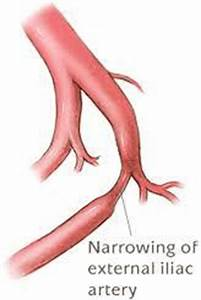 Narrowing of
external iliac
artery